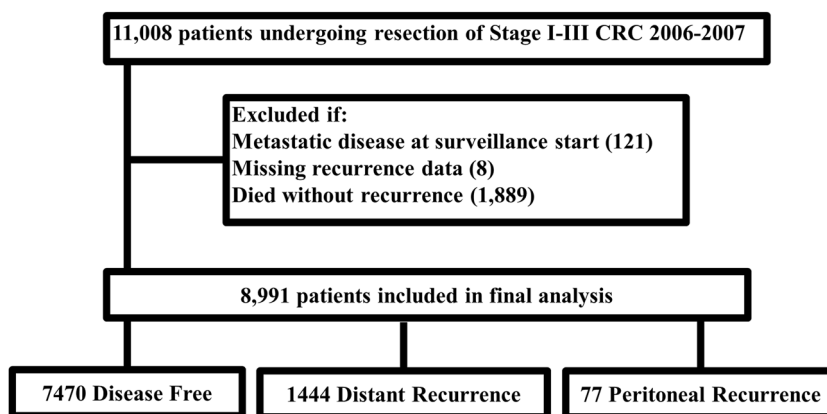 11,008 patients undergoing resection of Stage I-III CRC 2006-2007
Excluded if:
Metastatic disease at surveillance start (121)
Missing recurrence data (8)
Died without recurrence (1,889)
8,991 patients included in final analysis
7470 Disease Free
1444 Distant Recurrence
77 Peritoneal Recurrence